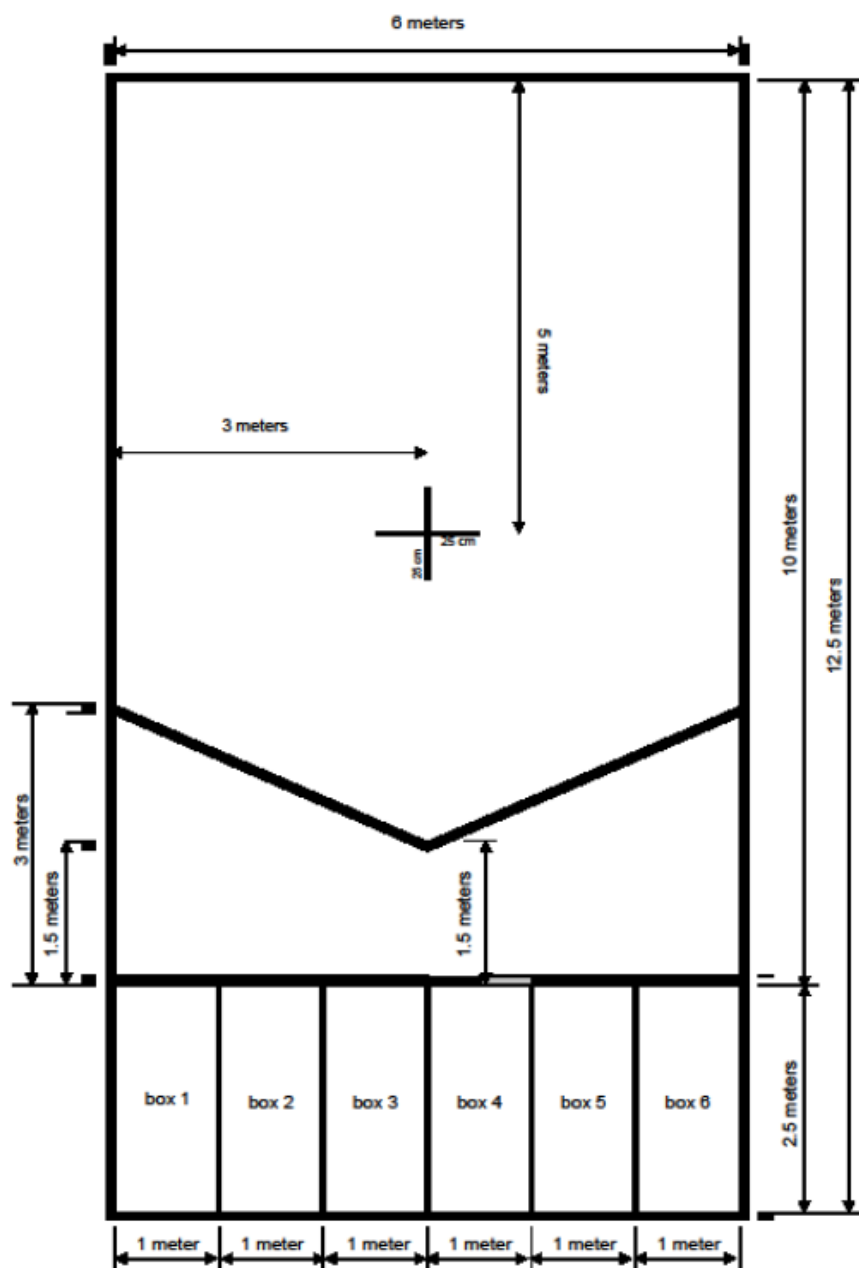 6 meters
5 meters
3 meters
25 cm
25 cm
10 meters
12.5 meters
3 meters
1.5 meters
1.5 meters
box 1
box 2
box 3
box 4
box 5
box 6
2.5 meters
1 meter
1 meter
1 meter
1 meter
1 meter
1 meter